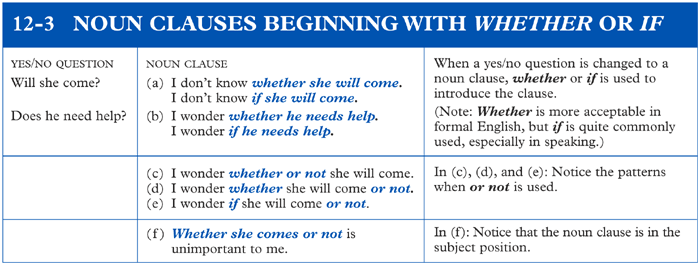 12-3 NOUN CLAUSES BEGINNING WITH WHETHER OR IF
YES/NO QUESTION
Will she come?
Does he need help?
NOUN CLAUSE
(a) I don't know whether she will come.
I don't know if she will come.
(b) I wonder whether he needs help.
I wonder if he needs help.
When a yes/no question is changed to a
noun clause, whether or if is used to
introduce the clause.
(Note: Whether is more acceptable in
formal English, but if is quite commonly
used, especially in speaking.)
(c) I wonder whether or not she will come.
(d) I wonder whether she will come or not.
(e) I wonder if she will come or not.
In (c), (d), and (e): Notice the patterns
when or not is used.
(f) Whether she comes or not is
unimportant to me.
In (f): Notice that the noun clause is in the
subject position.